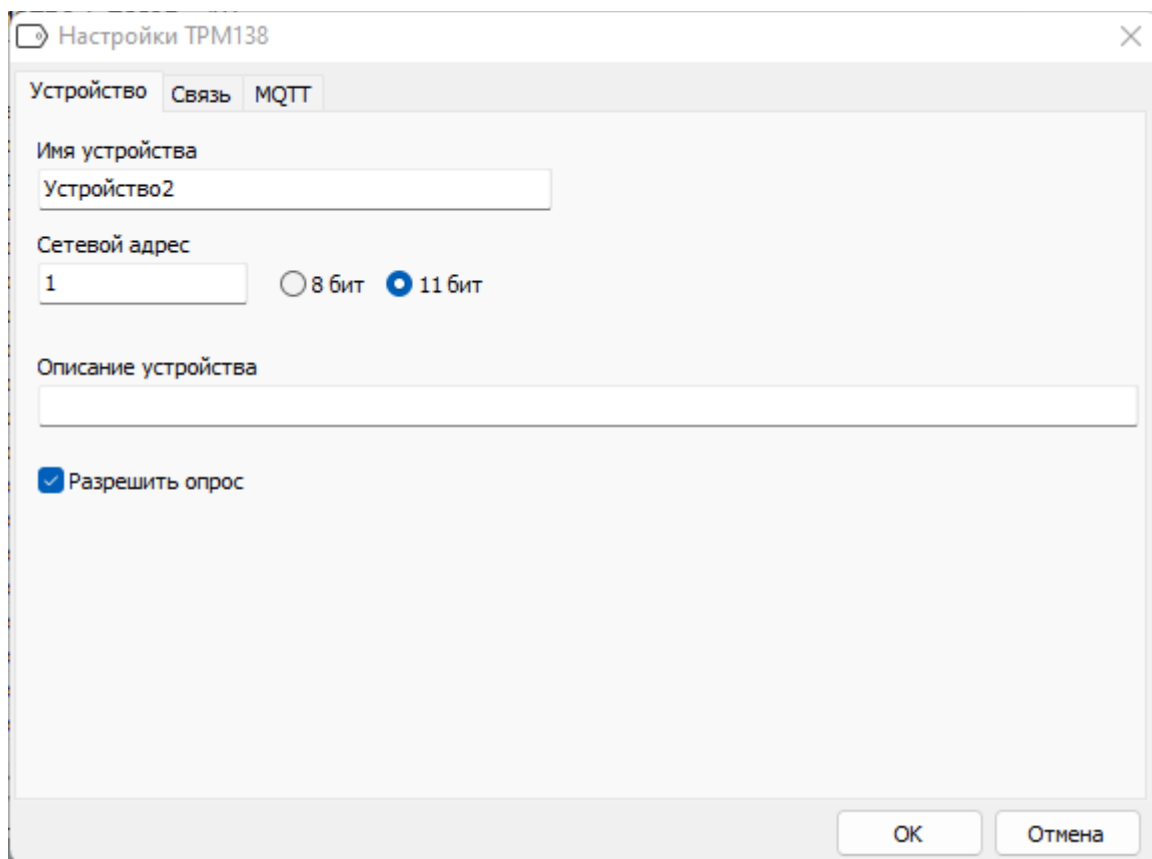 Настройки ТРМ138
Устройство Связь MQTT
Имя устройства
Устройство2
Сетевой адрес
1 8 бит 11 бит
Описание устройства
Разрешить опрос
OK Отмена